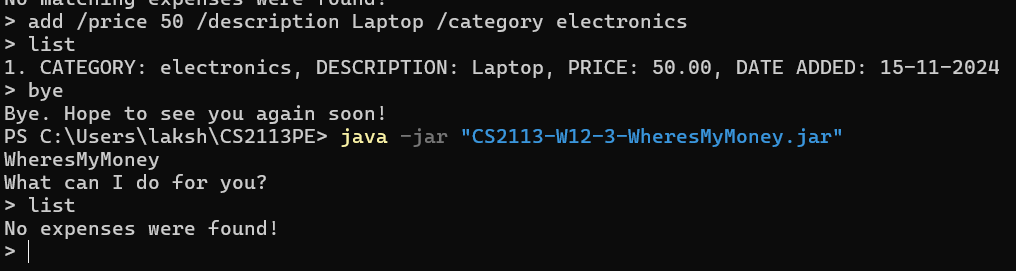 No matching expenses were found!
> add /price 50 /description Laptop /category electronics
> list
1. CATEGORY: electronics, DESCRIPTION: Laptop, PRICE: 50.00, DATE ADDED: 15-11-2024
> bye
Bye. Hope to see you again soon!
PS C:\Users\laksh\CS2113PE> java -jar "CS2113-W12-3-WheresMyMoney.jar"
WheresMyMoney
What can I do for you?
> list
No expenses were found!
>